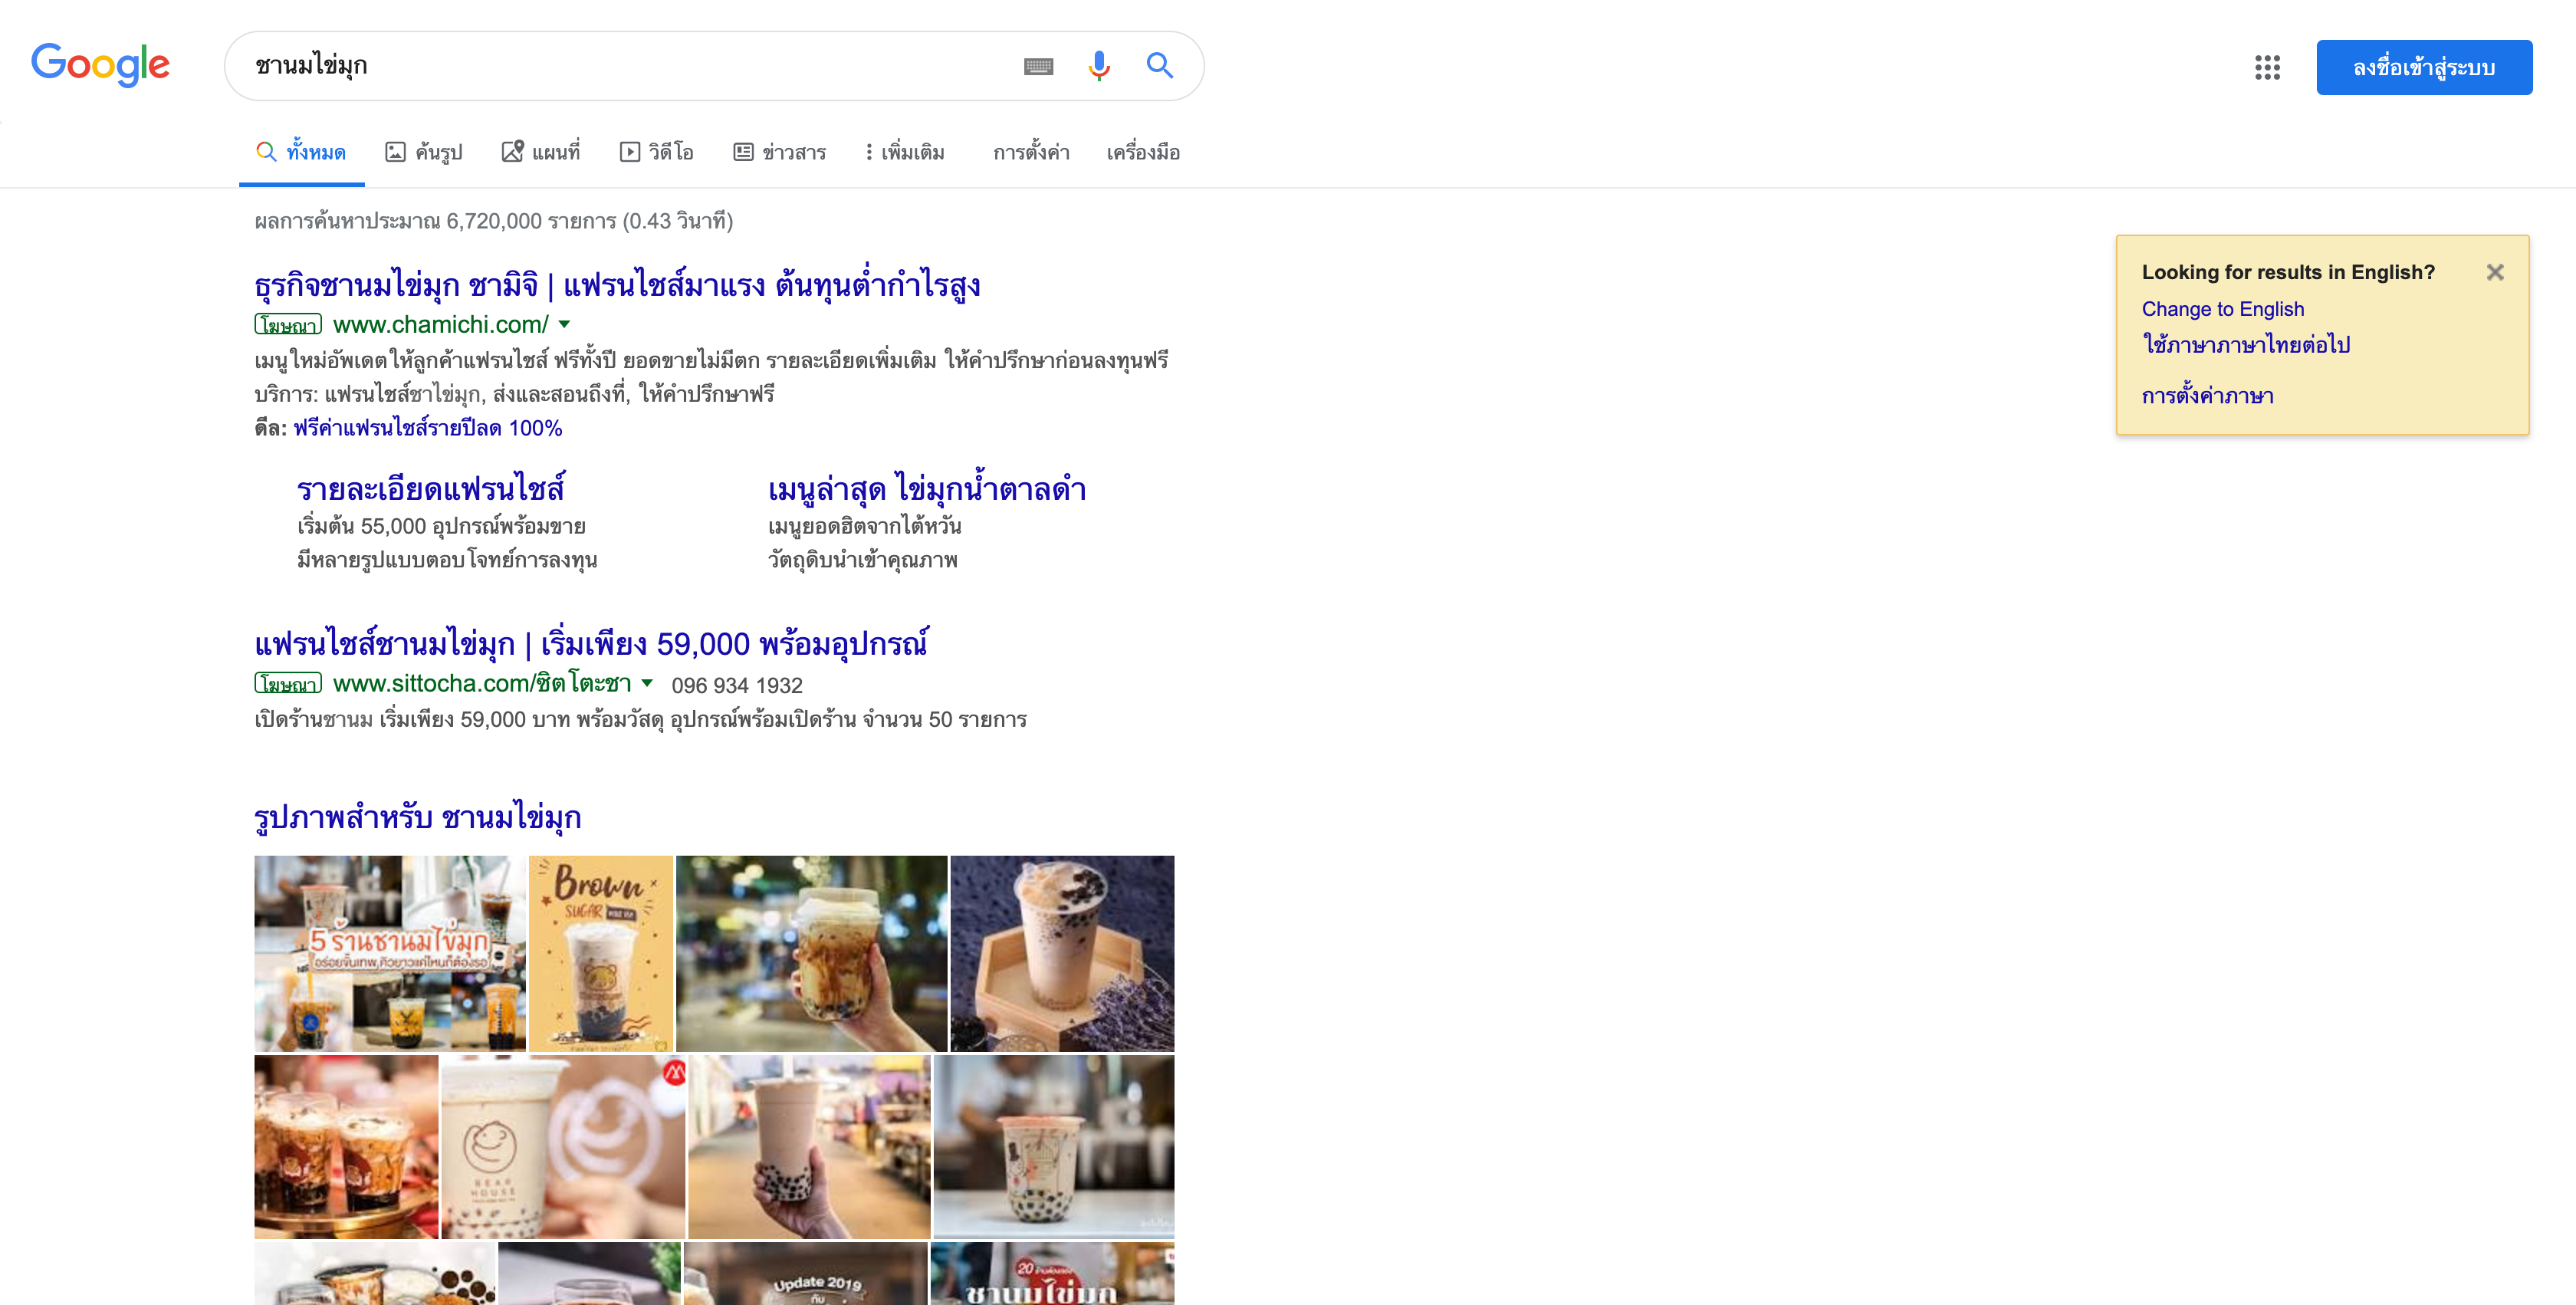 Google
ชานมไข่มุก
ลงชื่อเข้าสู่ระบบ
ทั้งหมด ค้นรูป แผนที่ วิดีโอ ข่าวสาร เพิ่มเติม การตั้งค่า เครื่องมือ
ผลการค้นหาประมาณ 6,720,000 รายการ (0.43 วินาที)
ธุรกิจชานมไข่มุก ชามิจิ | แฟรนไชส์มาแรง ต้นทุนต่ำกำไรสูง
โฆษณา www.chamichi.com/
เมนูใหม่อัพเดตให้ลูกค้าแฟรนไชส์ ฟรีทั้งปี ยอดขายไม่มีตก รายละเอียดเพิ่มเติม ให้คำปรึกษาก่อนลงทุนฟรี
บริการ: แฟรนไชส์ชาไข่มุก, ส่งและสอนถึงที่, ให้คำปรึกษาฟรี
ดีล: ฟรีค่าแฟรนไชส์รายปีลด 100%
รายละเอียดแฟรนไชส์
เริ่มต้น 55,000 อุปกรณ์พร้อมขาย
มีหลายรูปแบบตอบโจทย์การลงทุน
เมนูล่าสุด ไข่มุกน้ำตาลดำ
เมนูยอดฮิตจากไต้หวัน
วัตถุดิบนำเข้าคุณภาพ
แฟรนไชส์ชานมไข่มุก | เริ่มเพียง 59,000 พร้อมอุปกรณ์
โฆษณา www.sittocha.com/ซิตโตะชา 096 934 1932
เปิดร้านชานม เริ่มเพียง 59,000 บาท พร้อมวัสดุ อุปกรณ์พร้อมเปิดร้าน จำนวน 50 รายการ
Looking for results in English?
Change to English
ใช้ภาษาภาษาไทยต่อไป
การตั้งค่าภาษา
รูปภาพสำหรับ ชานมไข่มุก
5 ร้านชานมไข่มุก
อร่อยขั้นเทพ,คิวยาวแค่ไหนก็ต้องรอ
Brown
SUGAR
BEAR
HOUSE
Update 2019
กับ
20
ชานมไข่มุก